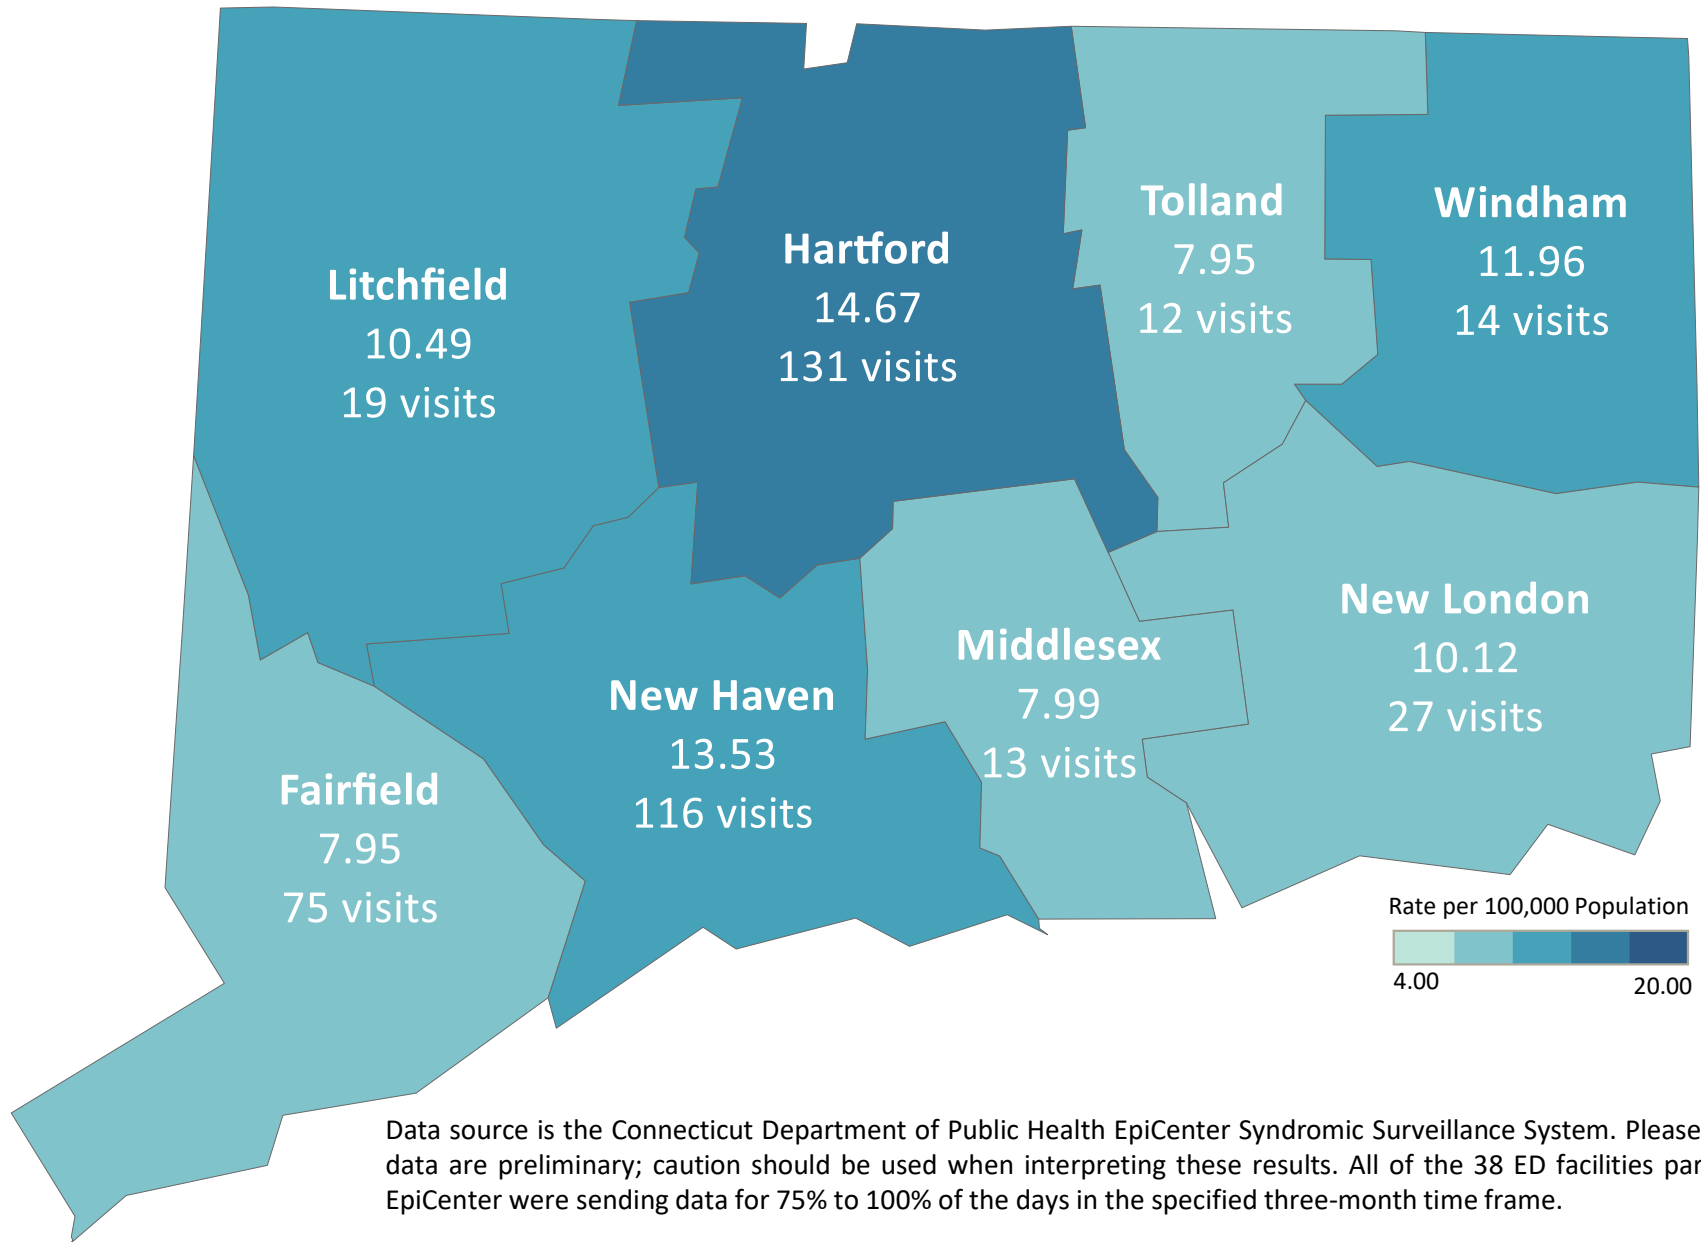 Litchfield
10.49
19 visits
Hartford
14.67
131 visits
Tolland
7.95
12 visits
Windham
11.96
14 visits
Fairfield
7.95
75 visits
New Haven
13.53
116 visits
Middlesex
7.99
13 visits
New London
10.12
27 visits
Rate per 100,000 Population
4.00
20.00
Data source is the Connecticut Department of Public Health EpiCenter Syndromic Surveillance System. Please
data are preliminary; caution should be used when interpreting these results. All of the 38 ED facilities par
EpiCenter were sending data for 75% to 100% of the days in the specified three-month time frame.